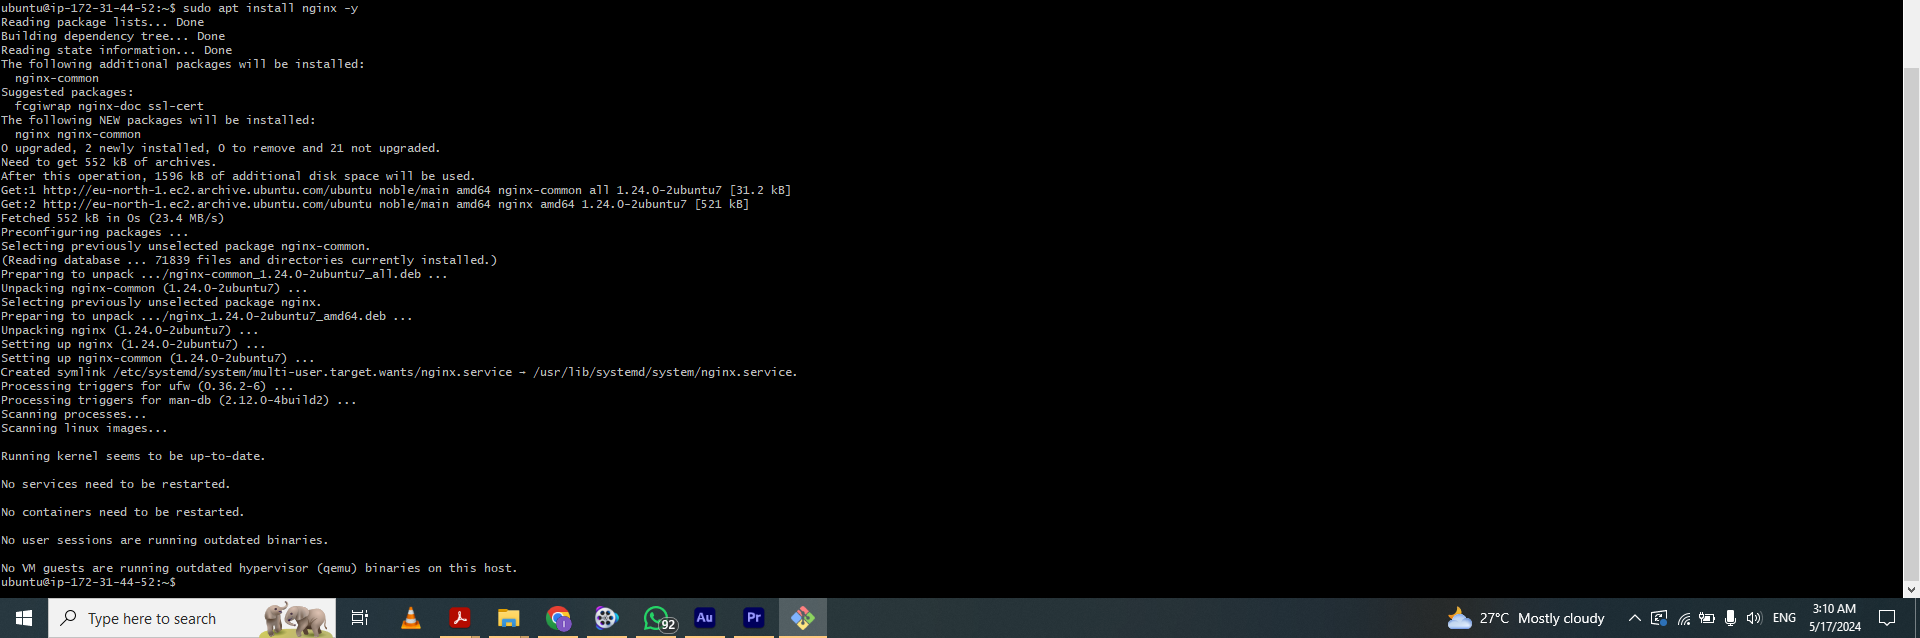 ubuntu@ip-172-31-44-52:~$ sudo apt install nginx -y
Reading package lists... Done
Building dependency tree... Done
Reading state information... Done
The following additional packages will be installed:
  nginx-common
Suggested packages:
  fcgiwrap nginx-doc ssl-cert
The following NEW packages will be installed:
  nginx nginx-common
0 upgraded, 2 newly installed, 0 to remove and 21 not upgraded.
Need to get 552 kB of archives.
After this operation, 1596 kB of additional disk space will be used.
Get:1 http://eu-north-1.ec2.archive.ubuntu.com/ubuntu noble/main amd64 nginx-common all 1.24.0-2ubuntu7 [31.2 kB]
Get:2 http://eu-north-1.ec2.archive.ubuntu.com/ubuntu noble/main amd64 nginx amd64 1.24.0-2ubuntu7 [521 kB]
Fetched 552 kB in 0s (23.4 MB/s)
Preconfiguring packages ...
Selecting previously unselected package nginx-common.
(Reading database ... 71839 files and directories currently installed.)
Preparing to unpack .../nginx-common_1.24.0-2ubuntu7_all.deb ...
Unpacking nginx-common (1.24.0-2ubuntu7) ...
Selecting previously unselected package nginx.
Preparing to unpack .../nginx_1.24.0-2ubuntu7_amd64.deb ...
Unpacking nginx (1.24.0-2ubuntu7) ...
Setting up nginx (1.24.0-2ubuntu7) ...
Setting up nginx-common (1.24.0-2ubuntu7) ...
Created symlink /etc/systemd/system/multi-user.target.wants/nginx.service → /usr/lib/systemd/system/nginx.service.
Processing triggers for ufw (0.36.2-6) ...
Processing triggers for man-db (2.12.0-4build2) ...
Scanning processes...
Scanning linux images...
Running kernel seems to be up-to-date.
No services need to be restarted.
No containers need to be restarted.
No user sessions are running outdated binaries.
No VM guests are running outdated hypervisor (qemu) binaries on this host.
ubuntu@ip-172-31-44-52:~$
Type here to search
92
Au
Pr
27°C Mostly cloudy
ENG
3:10 AM
5/17/2024